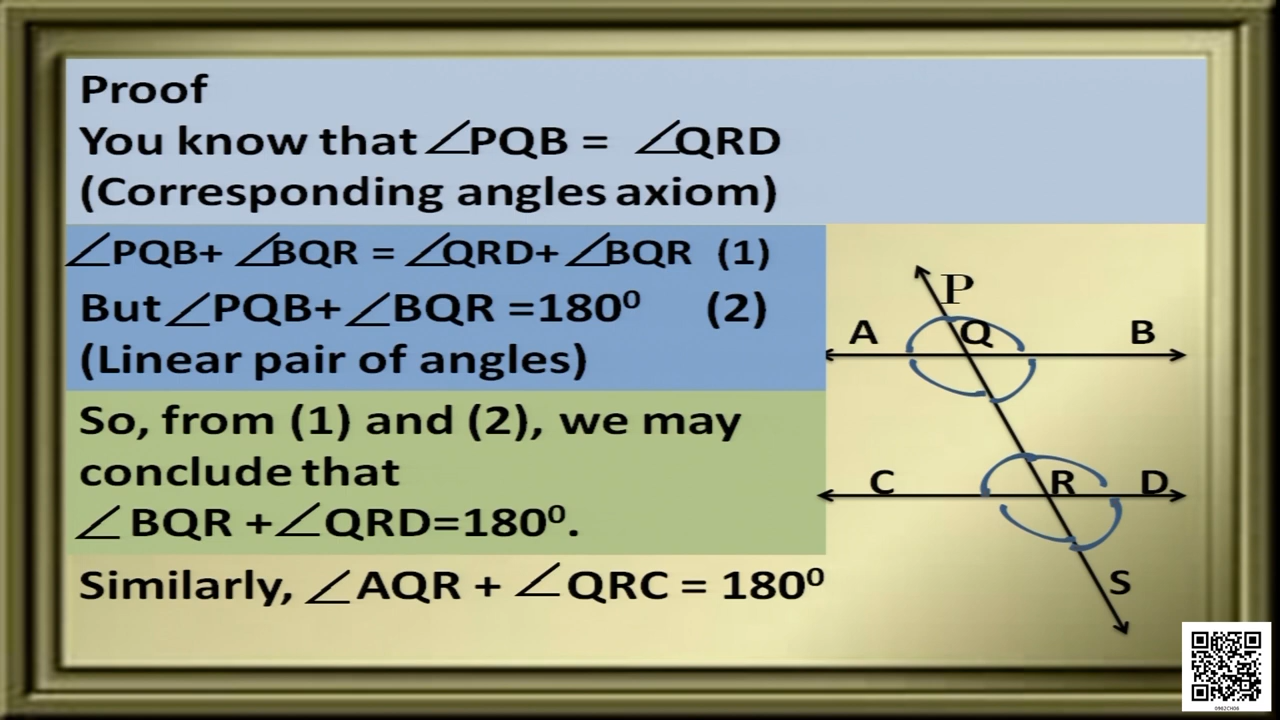 Proof
You know that ∠PQB = ∠QRD
(Corresponding angles axiom)
∠PQB+ ∠BQR = ∠QRD+ ∠BQR (1)
But ∠PQB+ ∠BQR =180⁰ (2)
(Linear pair of angles)
So, from (1) and (2), we may
conclude that
∠ BQR +∠QRD=180⁰.
Similarly, ∠AQR + ∠QRC = 180⁰
P
A Q B
C R D
S
0962CH06